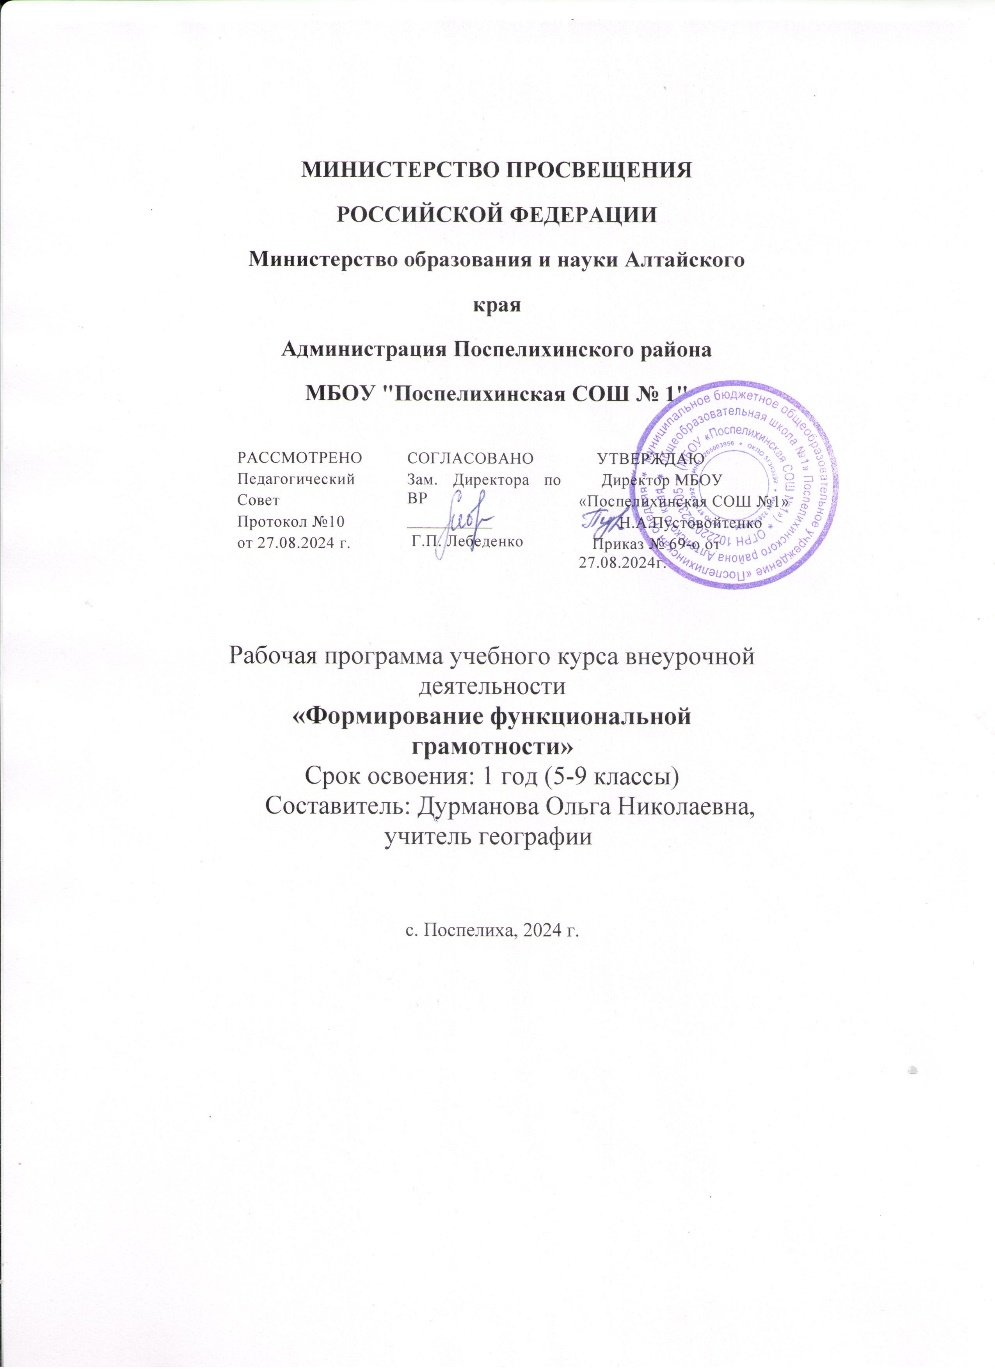 МИНИСТЕРСТВО ПРОСВЕЩЕНИЯ
РОССИЙСКОЙ ФЕДЕРАЦИИ
Министерство образования и науки Алтайского
края
Администрация Поспелихинского района
МБОУ "Поспелихинская СОШ № 1"
РАССМОТРЕНО
Педагогический
Совет
Протокол №10
от 27.08.2024 г.
СОГЛАСОВАНО
Зам. Директора по
ВР
Г.П. Лебеденко
УТВЕРЖДАЮ
Директор МБОУ
«Поспелихинская СОШ №1»
Н.А.Пустовойтенко
Приказ № 69-о от
27.08.2024г.
Рабочая программа учебного курса внеурочной
деятельности
«Формирование функциональной
грамотности»
Срок освоения: 1 год (5-9 классы)
Составитель: Дурманова Ольга Николаевна,
учитель географии
с. Поспелиха, 2024 г.